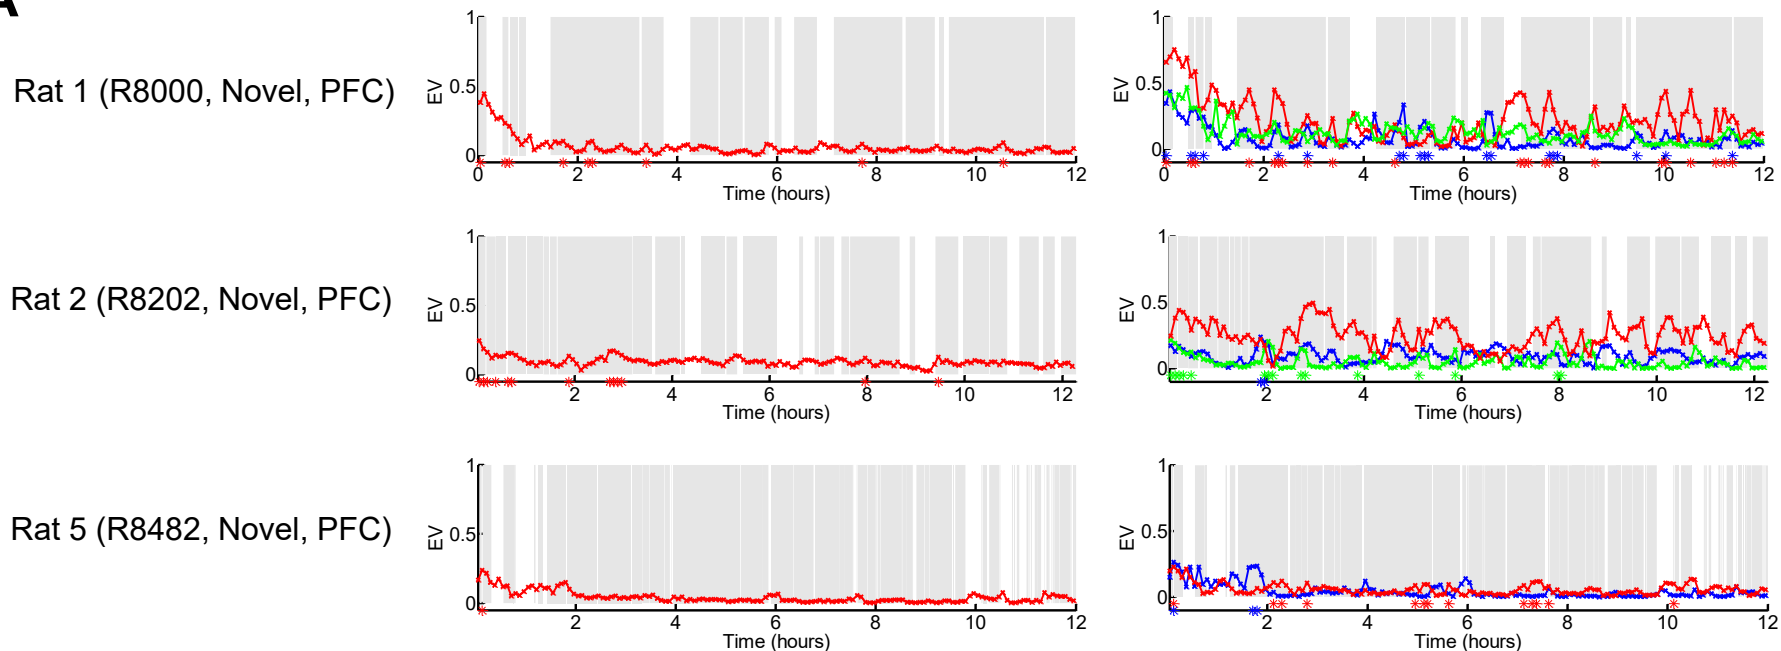 A
Rat 1 (R8000, Novel, PFC)
EV
1
0.5
0
0 2 4 6 8 10 12
Time (hours)
EV
1
0.5
0
0 2 4 6 8 10 12
Time (hours)
Rat 2 (R8202, Novel, PFC)
EV
1
0.5
0
2 4 6 8 10 12
Time (hours)
EV
1
0.5
0
2 4 6 8 10 12
Time (hours)
Rat 5 (R8482, Novel, PFC)
EV
1
0.5
0
2 4 6 8 10 12
Time (hours)
EV
1
0.5
0
2 4 6 8 10 12
Time (hours)